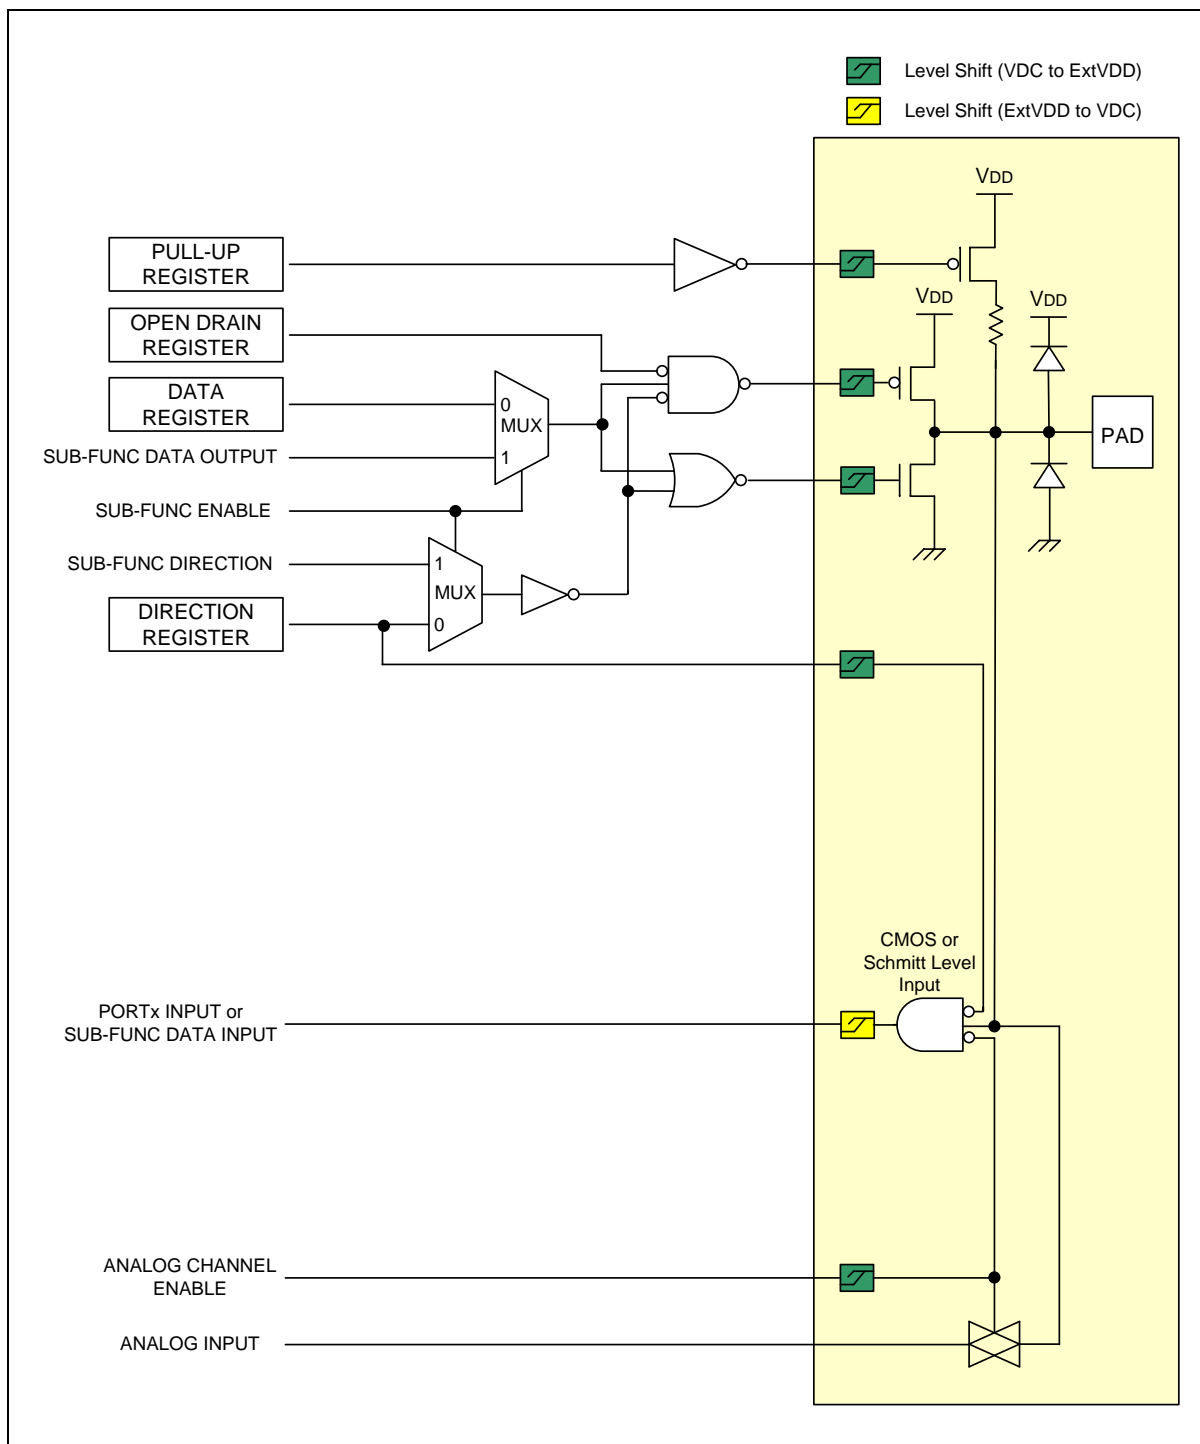 Level Shift (VDC to ExtVDD)
Level Shift (ExtVDD to VDC)
VDD
PULL-UP
REGISTER
VDD
VDD
OPEN DRAIN
REGISTER
DATA
REGISTER
0
MUX
1
PAD
SUB-FUNC DATA OUTPUT
SUB-FUNC ENABLE
SUB-FUNC DIRECTION
1
MUX
0
DIRECTION
REGISTER
CMOS or
Schmitt Level
Input
PORTx INPUT or
SUB-FUNC DATA INPUT
ANALOG CHANNEL
ENABLE
ANALOG INPUT